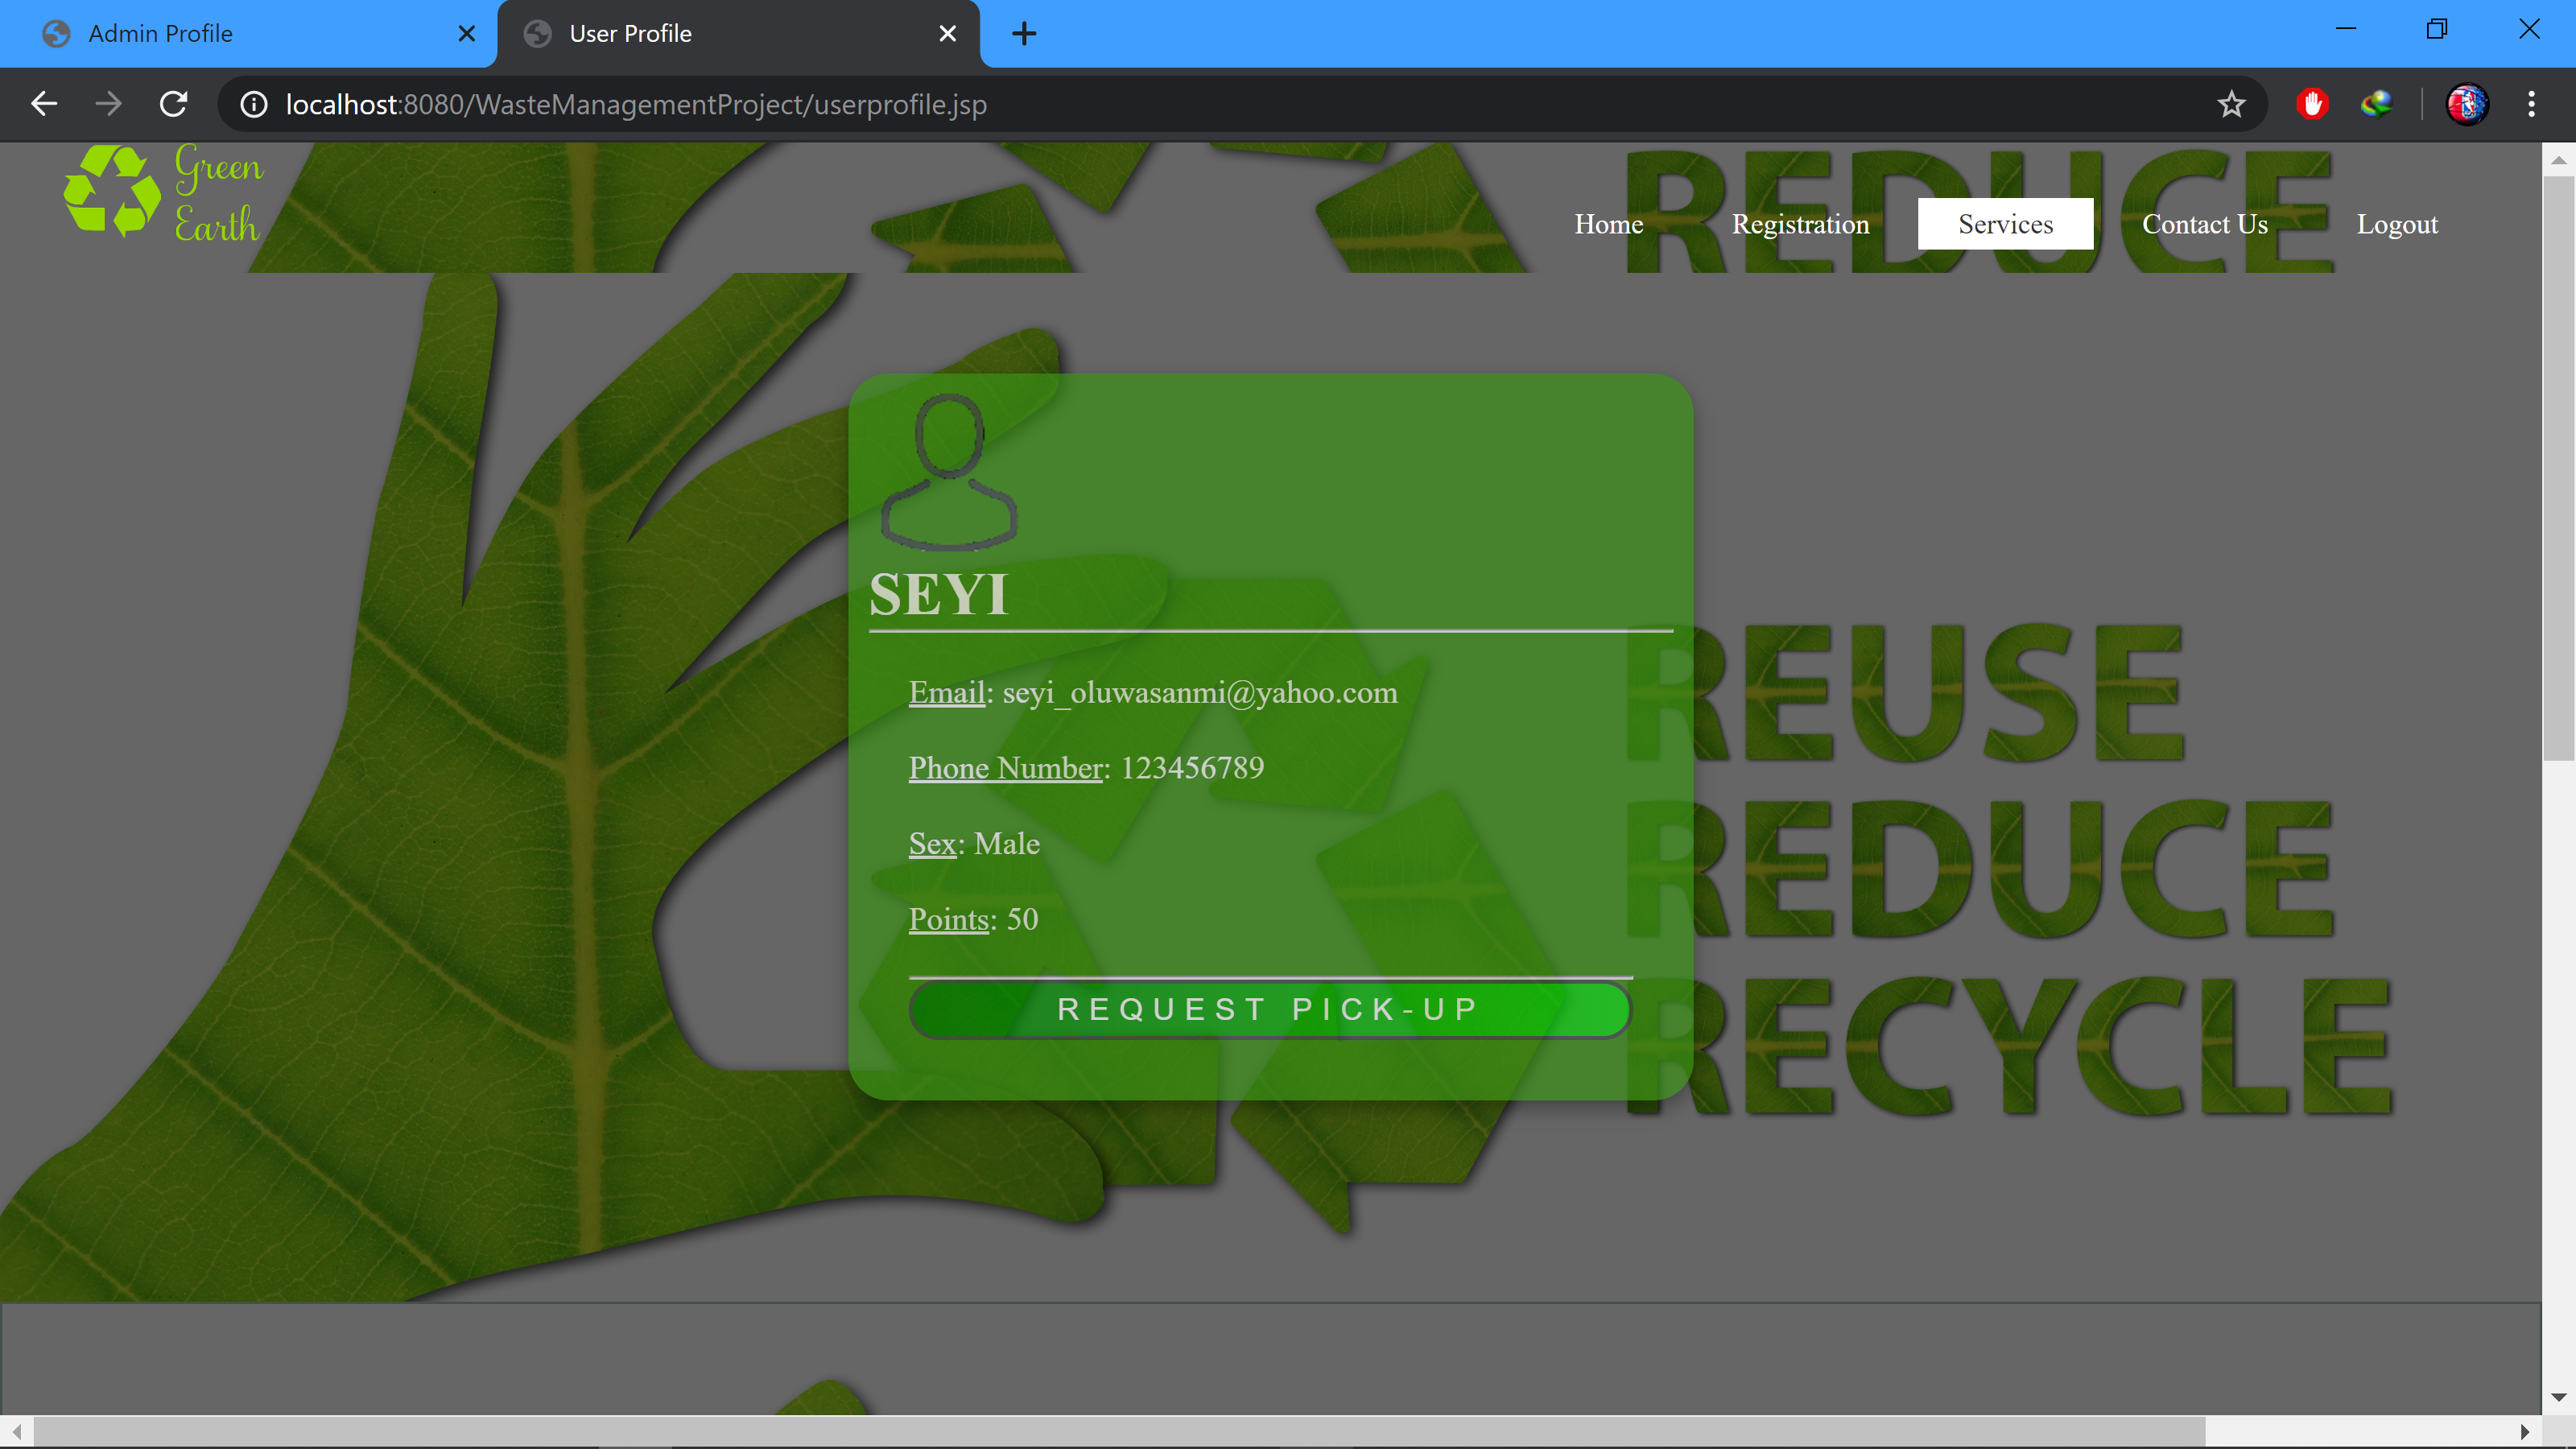 Admin Profile
User Profile
localhost:8080/WasteManagementProject/userprofile.jsp
Green
Earth
REDUCE
Home
Registration
Services
Contact Us
Logout
SEYI
Email: seyi_oluwasanmi@yahoo.com
Phone Number: 123456789
Sex: Male
Points: 50
REQUEST PICK-UP
REUSE
REDUCE
RECYCLE